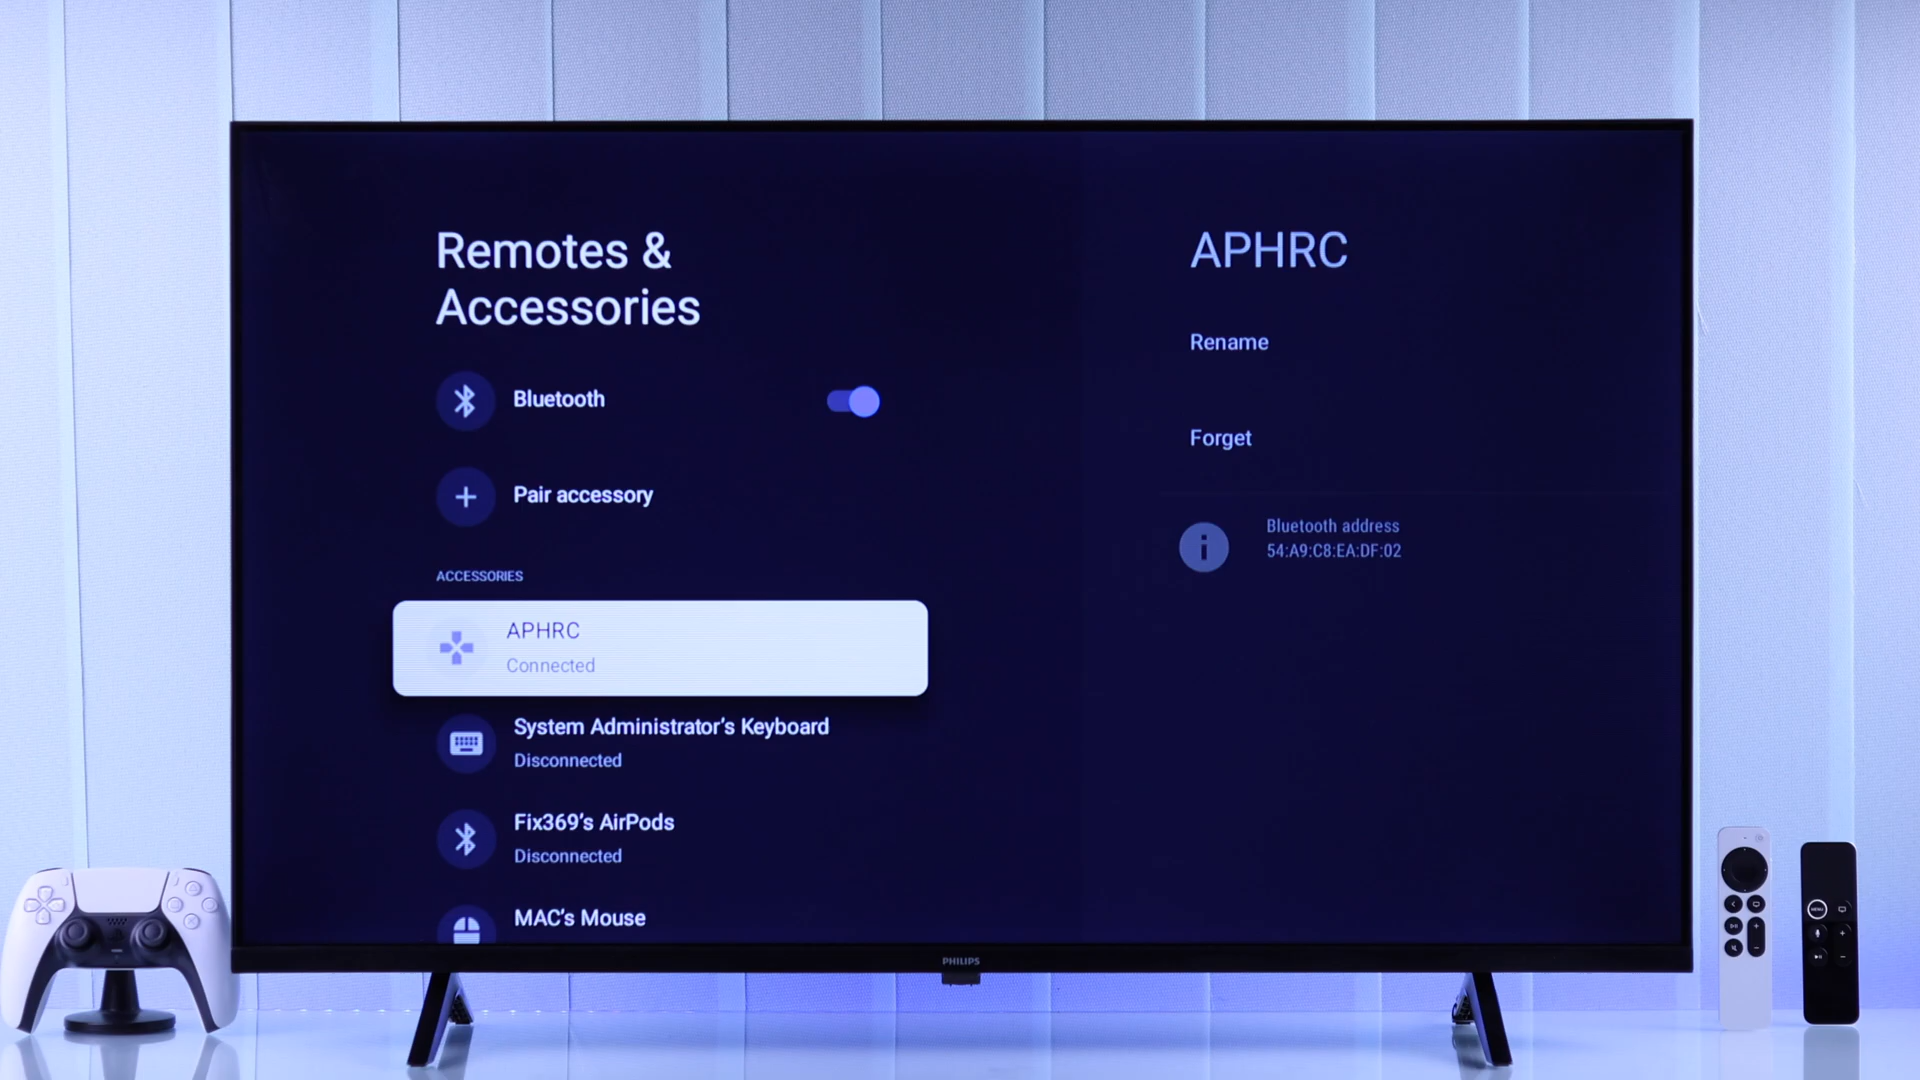 Remotes &
Accessories
Bluetooth
Pair accessory
ACCESSORIES
APHRC
Connected
System Administrator's Keyboard
Disconnected
Fix369's AirPods
Disconnected
MAC's Mouse
APHRC
Rename
Forget
Bluetooth address
54:A9:C8:EA:DF:02
PHILIPS
MENU